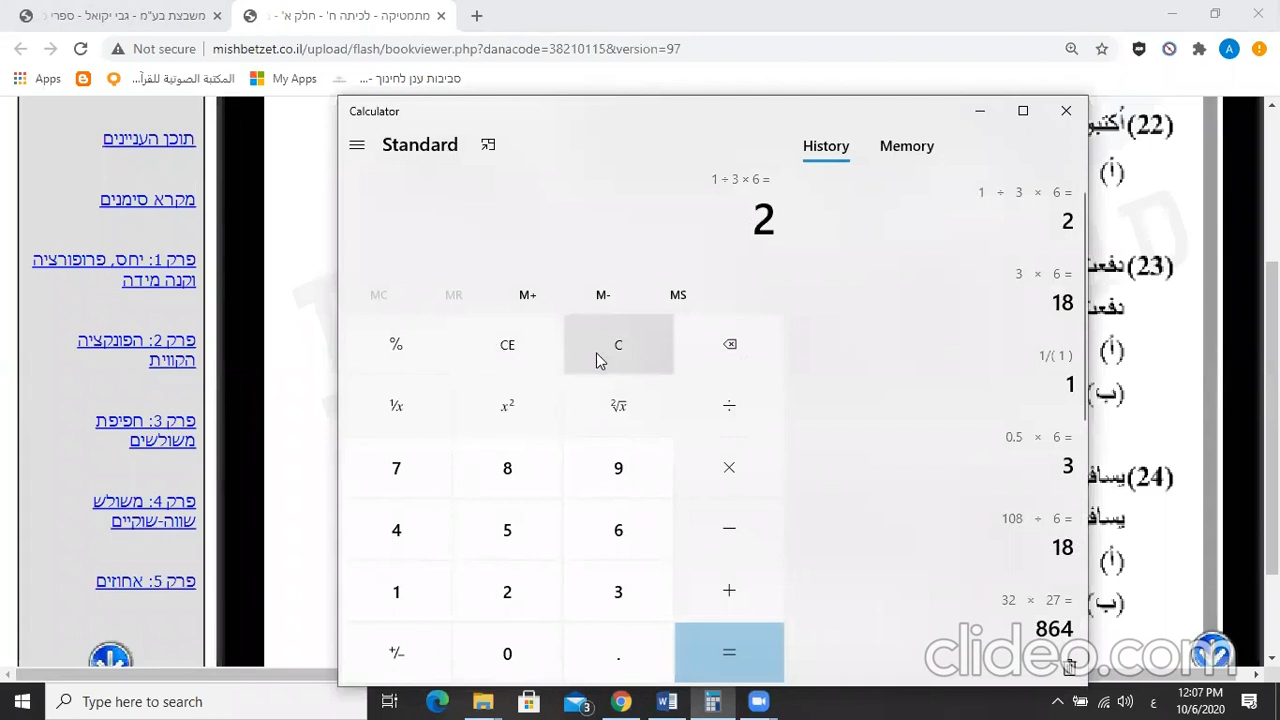 משבצת בע"מ - גבי יקואל - ספרי
מתמטיקה - לכיתה ח' - חלק א' -
Not secure
mishbetzet.co.il/upload/flash/bookviewer.php?danacode=38210115&version=97
A
Apps
المكتبة الصوتية للقرآ...
My Apps
סביבות ענן לחינוך -...
תוכן העניינים
מקרא סימנים
פרק 1: יחס, פרופורציה
וקנה מידה
פרק 2: הפונקציה
הקווית
פרק 3: חפיפת
משולשים
פרק 4: משולש
שווה-שוקיים
פרק 5: אחוזים
Calculator
Standard
History
Memory
1 ÷ 3 × 6 =
2
MC MR M+ M- MS
% CE C
⅟x x² ²√x ÷
7 8 9 ×
4 5 6 −
1 2 3 +
+/− 0 . =
1 ÷ 3 × 6 =
2
3 × 6 =
18
1/( 1 )
1
0.5 × 6 =
3
108 ÷ 6 =
18
32 × 27 =
864
(22)
(أ)
(23)
(أ)
(ب)
(24)
(أ)
(ب)
clideo.com
Type here to search
3
ع
12:07 PM
10/6/2020